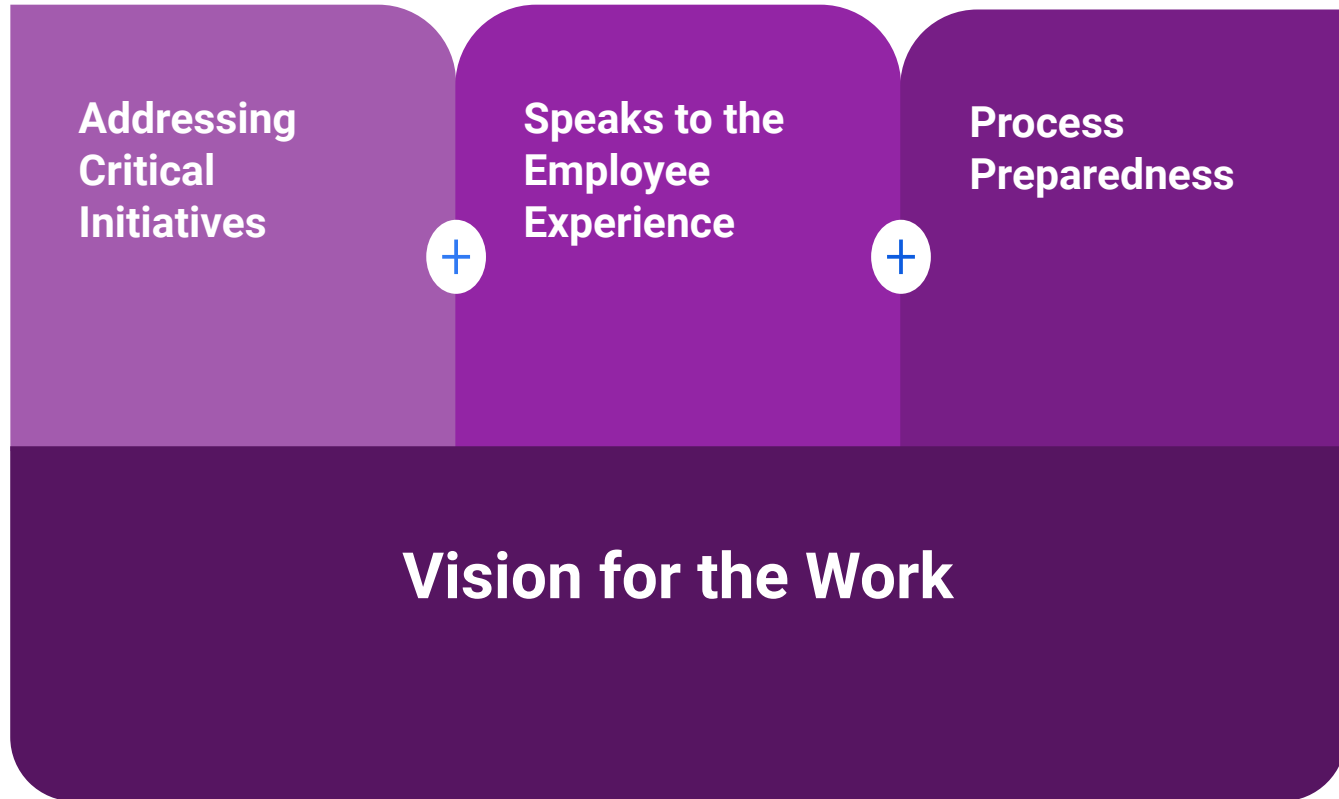 Addressing
Critical
Initiatives
Speaks to the
Employee
Experience
Process
Preparedness
Vision for the Work